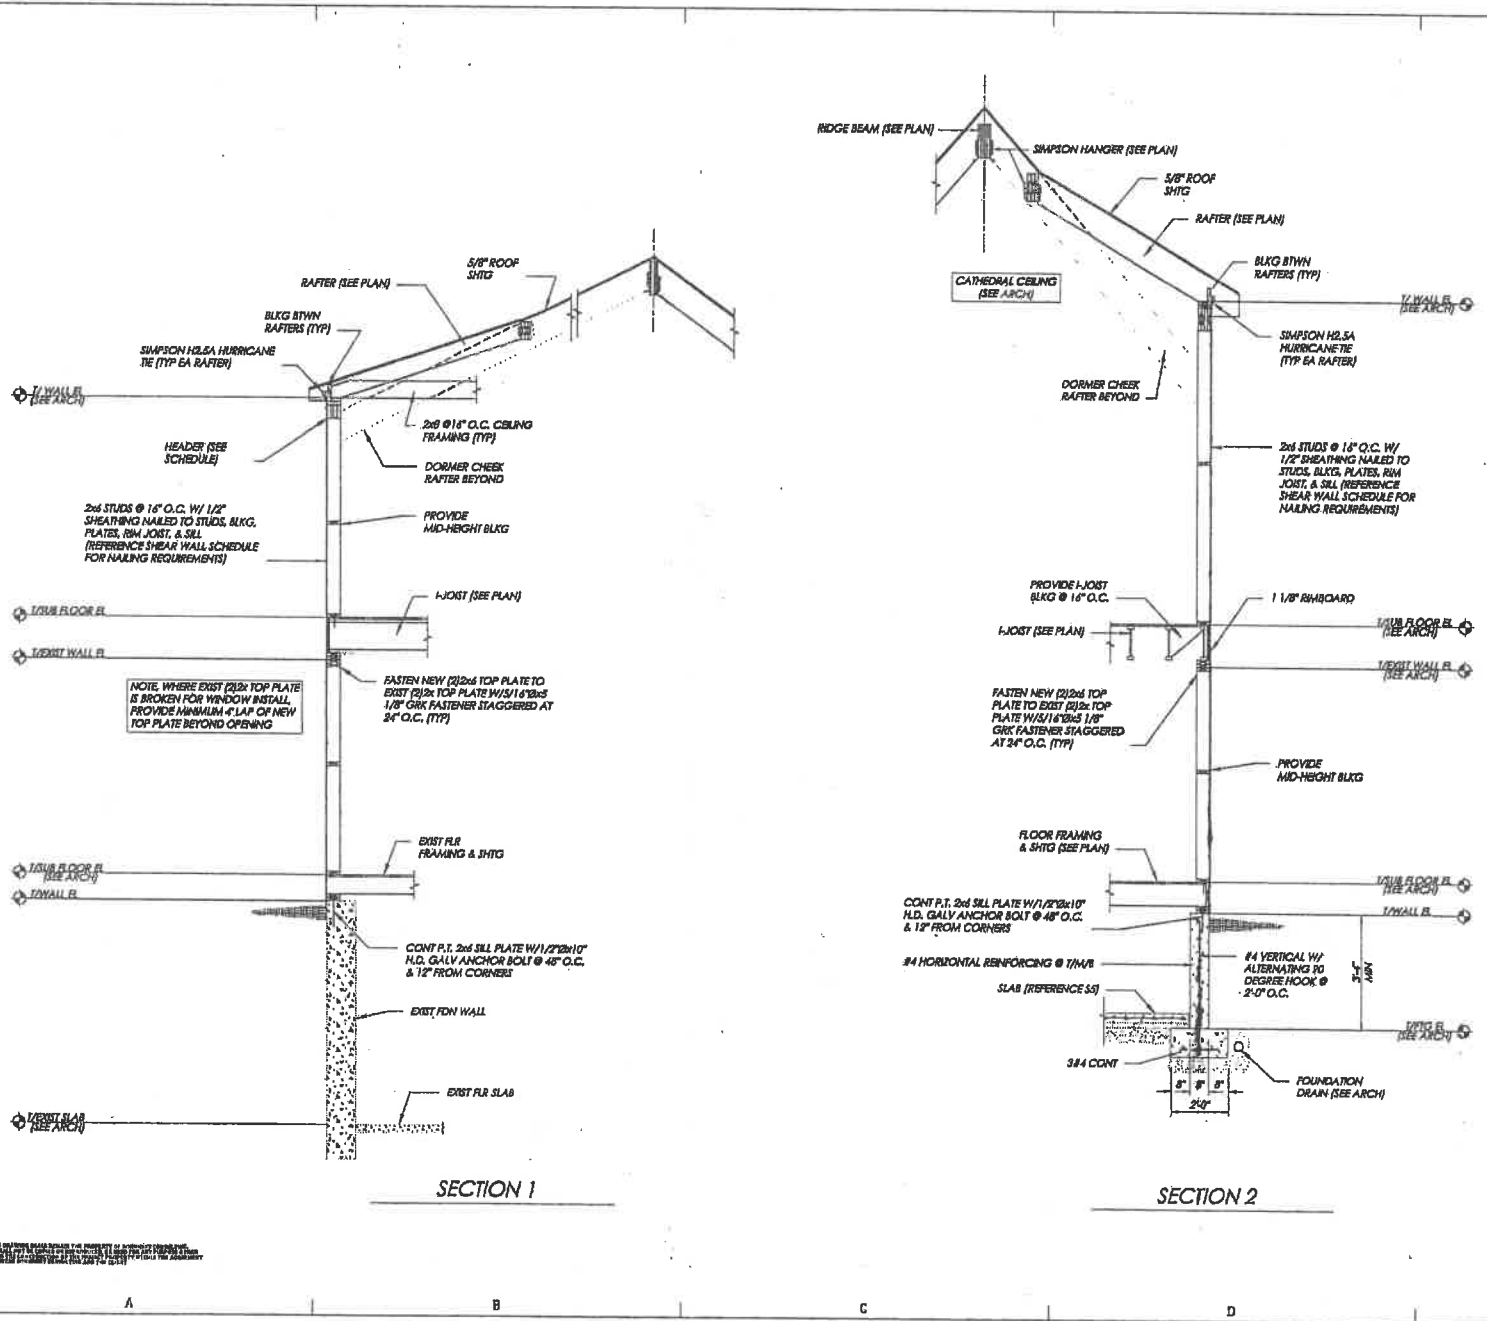 5/8" ROOF
SHTG
RAFTER (SEE PLAN)
BLKG BTWN
RAFTERS (TYP)
SIMPSON H2.5A HURRICANE
TIE (TYP EA RAFTER)
T/ WALL EL
(SEE ARCH)
2x8 @16" O.C. CEILING
FRAMING (TYP)
HEADER (SEE
SCHEDULE)
DORMER CHEEK
RAFTER BEYOND
2x6 STUDS @ 16" O.C. W/ 1/2"
SHEATHING NAILED TO STUDS, BLKG,
PLATES, RIM JOIST, & SILL
(REFERENCE SHEAR WALL SCHEDULE
FOR NAILING REQUIREMENTS)
PROVIDE
MID-HEIGHT BLKG
I-JOIST (SEE PLAN)
T/SUB FLOOR EL
T/EXIST WALL EL
NOTE, WHERE EXIST (2)2x TOP PLATE
IS BROKEN FOR WINDOW INSTALL,
PROVIDE MINIMUM 4' LAP OF NEW
TOP PLATE BEYOND OPENING
FASTEN NEW (2)2x6 TOP PLATE TO
EXIST (2)2x TOP PLATE W/5/16"Øx5
1/8" GRK FASTENER STAGGERED AT
24" O.C. (TYP)
EXIST FLR
FRAMING & SHTG
T/SUB FLOOR EL
(SEE ARCH)
T/WALL EL
CONT P.T. 2x6 SILL PLATE W/1/2"Øx10"
H.D. GALV ANCHOR BOLT @ 48" O.C.
& 12" FROM CORNERS
EXIST FDN WALL
EXIST FLR SLAB
T/EXIST SLAB
(SEE ARCH)
SECTION 1
RIDGE BEAM (SEE PLAN)
SIMPSON HANGER (SEE PLAN)
5/8" ROOF
SHTG
RAFTER (SEE PLAN)
BLKG BTWN
RAFTERS (TYP)
CATHEDRAL CEILING
(SEE ARCH)
T/ WALL EL
(SEE ARCH)
SIMPSON H2.5A
HURRICANE TIE
(TYP EA RAFTER)
DORMER CHEEK
RAFTER BEYOND
2x6 STUDS @ 16" O.C. W/
1/2" SHEATHING NAILED TO
STUDS, BLKG, PLATES, RIM
JOIST, & SILL (REFERENCE
SHEAR WALL SCHEDULE FOR
NAILING REQUIREMENTS)
PROVIDE I-JOIST
BLKG @ 16" O.C.
1 1/8" RIMBOARD
I-JOIST (SEE PLAN)
T/SUB FLOOR EL
(SEE ARCH)
T/EXIST WALL EL
(SEE ARCH)
FASTEN NEW (2)2x6 TOP
PLATE TO EXIST (2)2x TOP
PLATE W/5/16"Øx5 1/8"
GRK FASTENER STAGGERED
AT 24" O.C. (TYP)
PROVIDE
MID-HEIGHT BLKG
FLOOR FRAMING
& SHTG (SEE PLAN)
T/SUB FLOOR EL
(SEE ARCH)
CONT P.T. 2x6 SILL PLATE W/1/2"Øx10"
H.D. GALV ANCHOR BOLT @ 48" O.C.
& 12" FROM CORNERS
T/WALL EL
#4 HORIZONTAL REINFORCING @ T/M/B
#4 VERTICAL W/
ALTERNATING 90
DEGREE HOOK @
2'-0" O.C.
3'-4"
MIN
SLAB (REFERENCE S5)
T/FTG EL
(SEE ARCH)
3#4 CONT
8" 8" 8"
2'-0"
FOUNDATION
DRAIN (SEE ARCH)
SECTION 2
A B C D